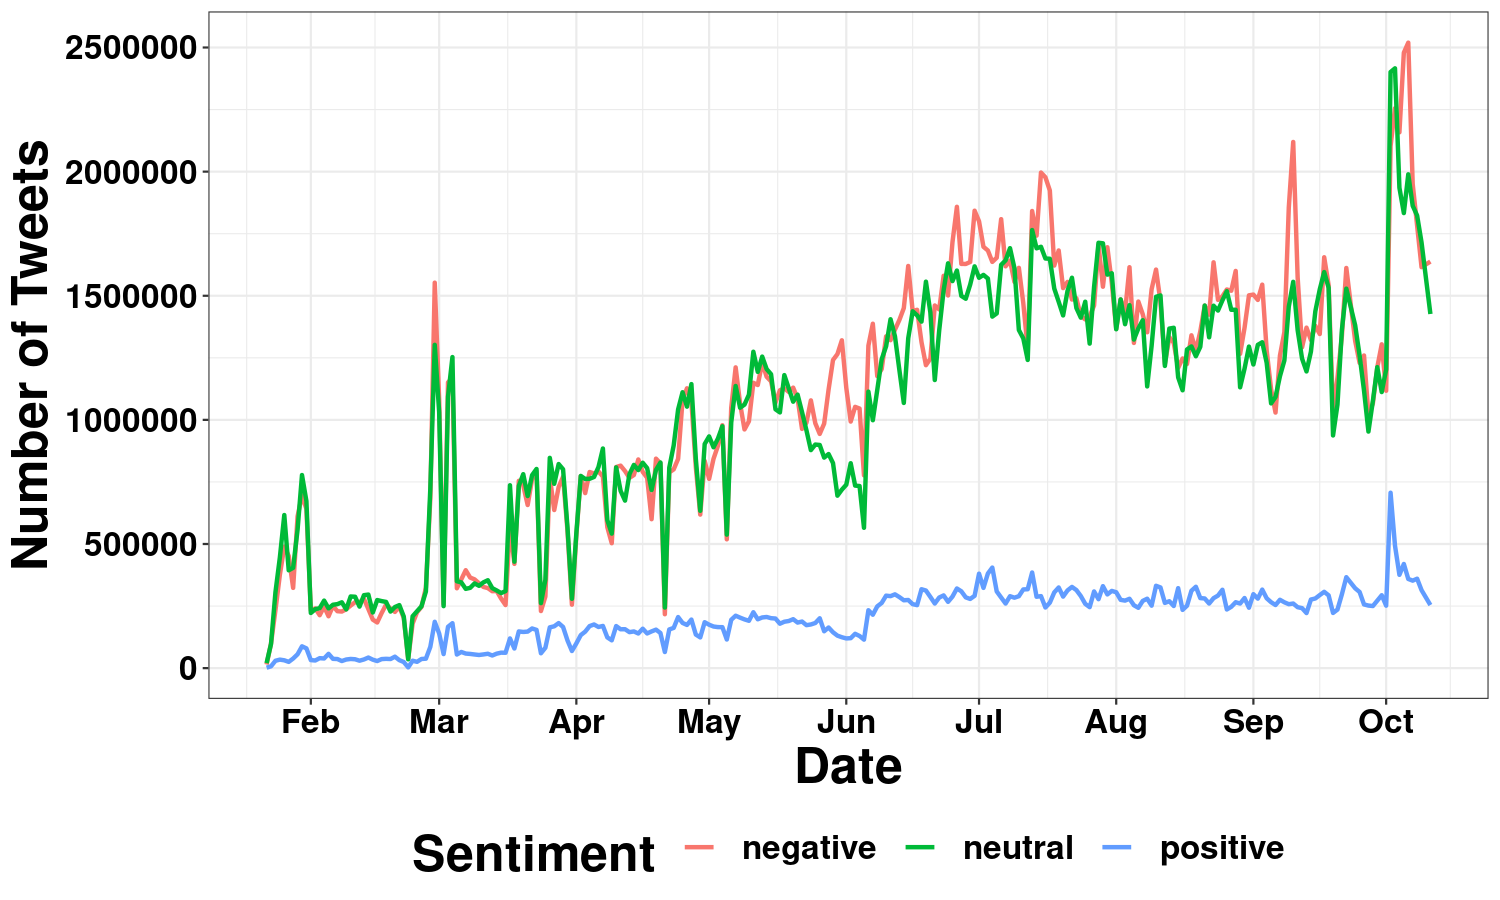 Number of Tweets
2500000
2000000
1500000
1000000
500000
0
Feb Mar Apr May Jun Jul Aug Sep Oct
Date
Sentiment negative neutral positive